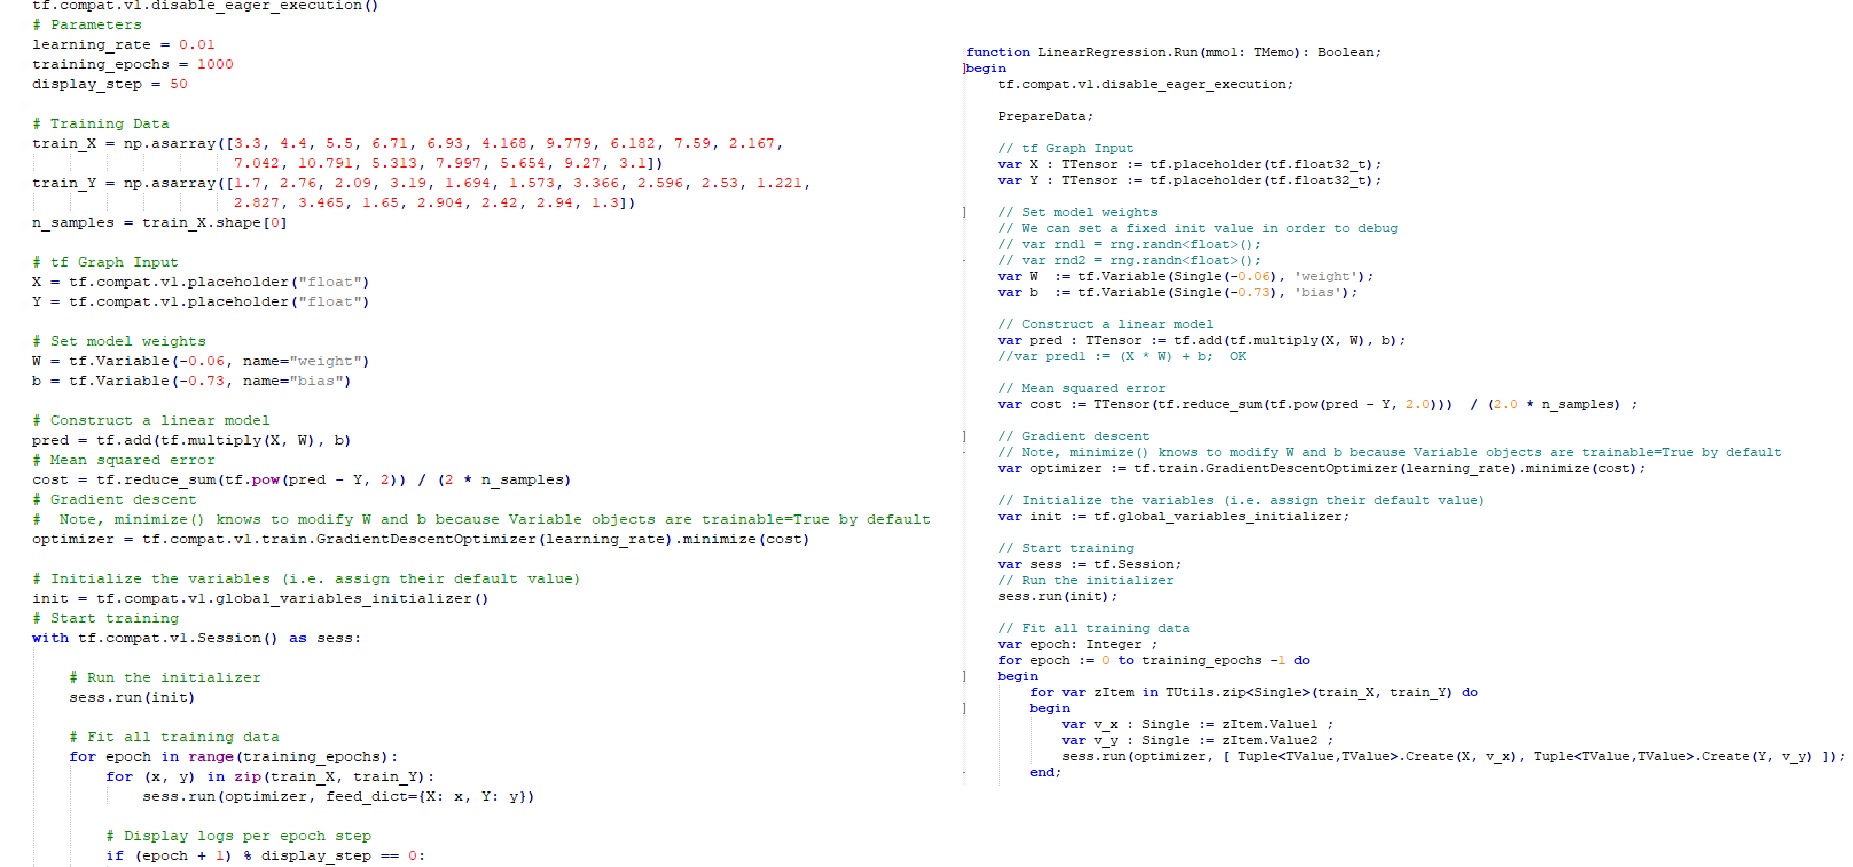 tf.compat.v1.disable_eager_execution()
# Parameters
learning_rate = 0.01
training_epochs = 1000
display_step = 50
# Training Data
train_X = np.asarray([3.3, 4.4, 5.5, 6.71, 6.93, 4.168, 9.779, 6.182, 7.59, 2.167,
7.042, 10.791, 5.313, 7.997, 5.654, 9.27, 3.1])
train_Y = np.asarray([1.7, 2.76, 2.09, 3.19, 1.694, 1.573, 3.366, 2.596, 2.53, 1.221,
2.827, 3.465, 1.65, 2.904, 2.42, 2.94, 1.3])
n_samples = train_X.shape[0]
# tf Graph Input
X = tf.compat.v1.placeholder("float")
Y = tf.compat.v1.placeholder("float")
# Set model weights
W = tf.Variable(-0.06, name="weight")
b = tf.Variable(-0.73, name="bias")
# Construct a linear model
pred = tf.add(tf.multiply(X, W), b)
# Mean squared error
cost = tf.reduce_sum(tf.pow(pred - Y, 2)) / (2 * n_samples)
# Gradient descent
#  Note, minimize() knows to modify W and b because Variable objects are trainable=True by default
optimizer = tf.compat.v1.train.GradientDescentOptimizer(learning_rate).minimize(cost)
# Initialize the variables (i.e. assign their default value)
init = tf.compat.v1.global_variables_initializer()
# Start training
with tf.compat.v1.Session() as sess:
# Run the initializer
sess.run(init)
# Fit all training data
for epoch in range(training_epochs):
for (x, y) in zip(train_X, train_Y):
sess.run(optimizer, feed_dict={X: x, Y: y})
# Display logs per epoch step
if (epoch + 1) % display_step == 0:
function LinearRegression.Run(mmo1: TMemo): Boolean;
begin
tf.compat.v1.disable_eager_execution;
PrepareData;
// tf Graph Input
var X : TTensor := tf.placeholder(tf.float32_t);
var Y : TTensor := tf.placeholder(tf.float32_t);
// Set model weights
// We can set a fixed init value in order to debug
// var rnd1 = rng.randn<float>();
// var rnd2 = rng.randn<float>();
var W  := tf.Variable(Single(-0.06), 'weight');
var b  := tf.Variable(Single(-0.73), 'bias');
// Construct a linear model
var pred : TTensor := tf.add(tf.multiply(X, W), b);
//var pred1 := (X * W) + b;  OK
// Mean squared error
var cost := TTensor(tf.reduce_sum(tf.pow(pred - Y, 2.0)))  / (2.0 * n_samples) ;
// Gradient descent
// Note, minimize() knows to modify W and b because Variable objects are trainable=True by default
var optimizer := tf.train.GradientDescentOptimizer(learning_rate).minimize(cost);
// Initialize the variables (i.e. assign their default value)
var init := tf.global_variables_initializer;
// Start training
var sess := tf.Session;
// Run the initializer
sess.run(init);
// Fit all training data
var epoch: Integer ;
for epoch := 0 to training_epochs -1 do
begin
for var zItem in TUtils.zip<Single>(train_X, train_Y) do
begin
var v_x : Single := zItem.Value1 ;
var v_y : Single := zItem.Value2 ;
sess.run(optimizer, [ Tuple<TValue,TValue>.Create(X, v_x), Tuple<TValue,TValue>.Create(Y, v_y) ]);
end;